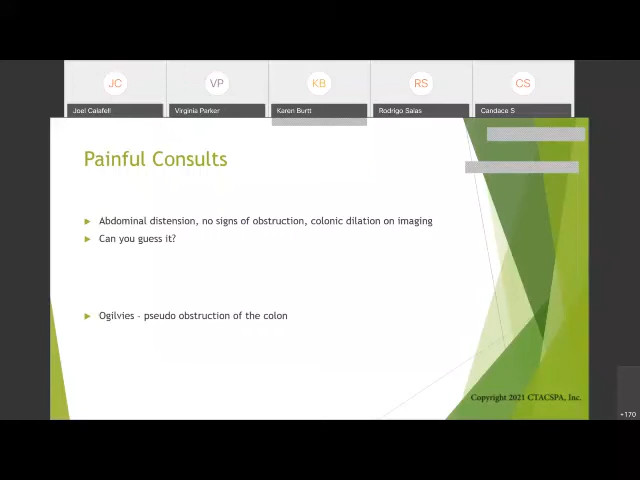 JC
VP
KB
RS
CS
Joel Calafell
Virginia Parker
Karen Burtt
Rodrigo Salas
Candace S
Painful Consults
Abdominal distension, no signs of obstruction, colonic dilation on imaging
Can you guess it?
Ogilvies - pseudo obstruction of the colon
Copyright 2021 CTACSPA, Inc.
+170